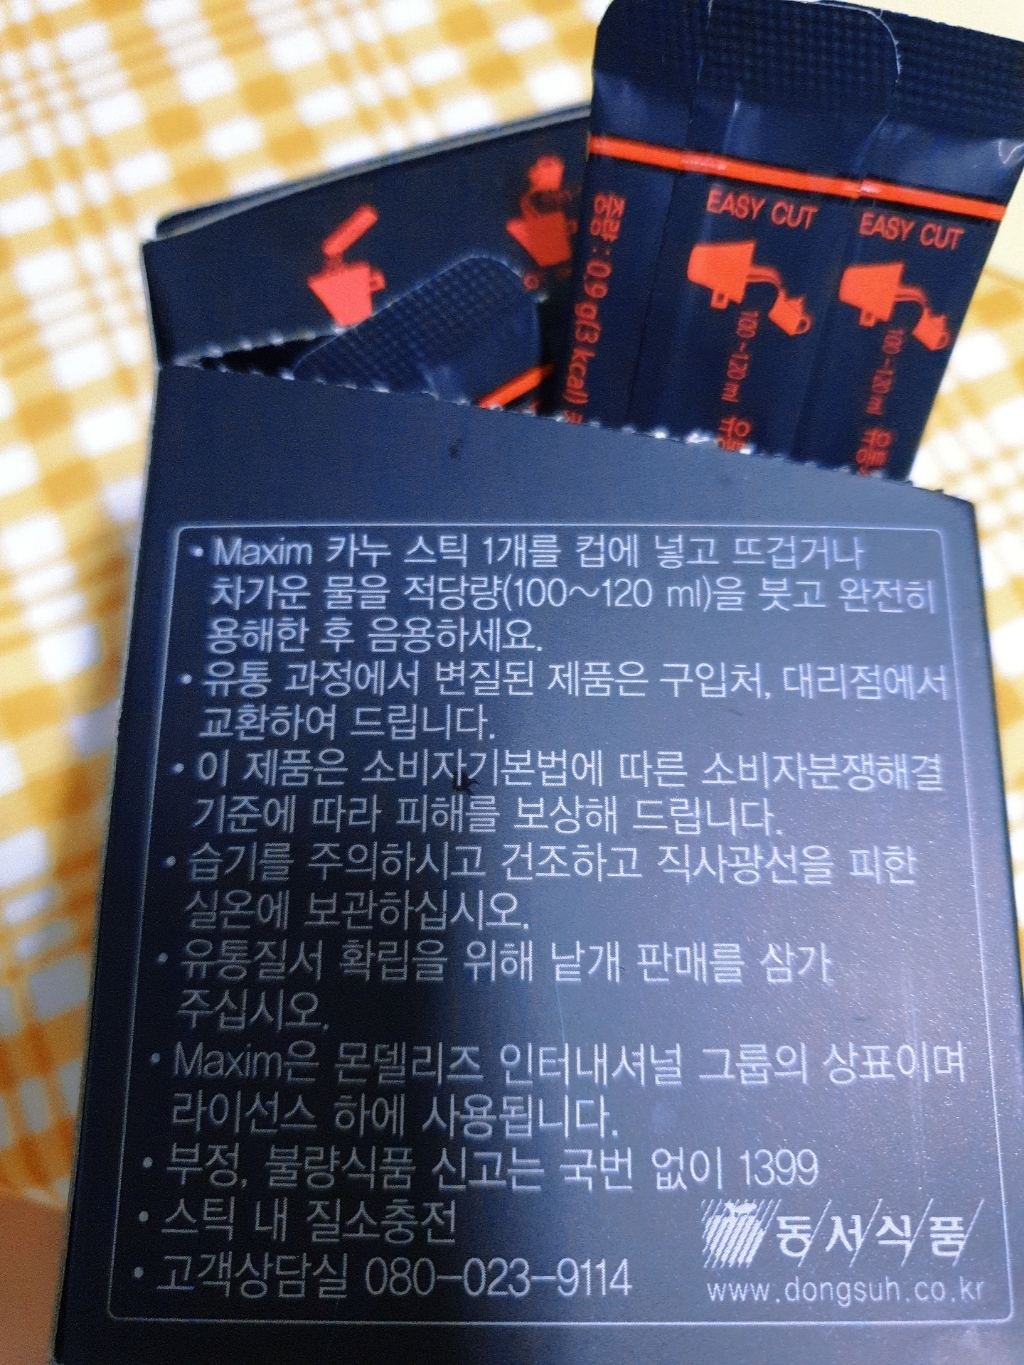 EASY CUT
EASY CUT
중량 : 0.9 g(3 kcal)
100~120 ml
100~120 ml
• Maxim 카누 스틱 1개를 컵에 넣고 뜨겁거나
차가운 물을 적당량(100~120 ml)을 붓고 완전히
용해한 후 음용하세요.
• 유통 과정에서 변질된 제품은 구입처, 대리점에서
교환하여 드립니다.
• 이 제품은 소비자기본법에 따른 소비자분쟁해결
기준에 따라 피해를 보상해 드립니다.
• 습기를 주의하시고 건조하고 직사광선을 피한
실온에 보관하십시오.
• 유통질서 확립을 위해 낱개 판매를 삼가
주십시오.
• Maxim은 몬델리즈 인터내셔널 그룹의 상표이며
라이선스 하에 사용됩니다.
• 부정, 불량식품 신고는 국번 없이 1399
• 스틱 내 질소충전
• 고객상담실 080-023-9114
동서식품
www.dongsuh.co.kr